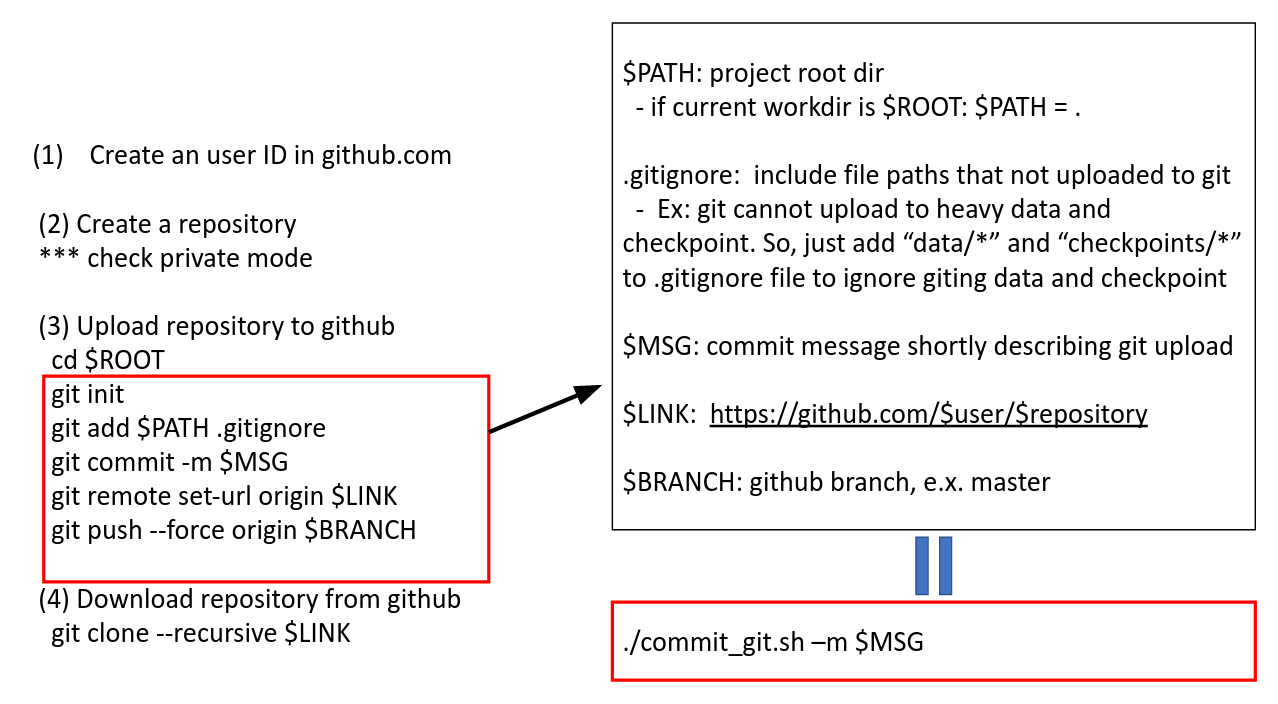 (1) Create an user ID in github.com
(2) Create a repository
*** check private mode
(3) Upload repository to github
cd $ROOT
git init
git add $PATH .gitignore
git commit -m $MSG
git remote set-url origin $LINK
git push --force origin $BRANCH
(4) Download repository from github
git clone --recursive $LINK
$PATH: project root dir
- if current workdir is $ROOT: $PATH = .
.gitignore: include file paths that not uploaded to git
- Ex: git cannot upload to heavy data and
checkpoint. So, just add “data/*” and “checkpoints/*”
to .gitignore file to ignore giting data and checkpoint
$MSG: commit message shortly describing git upload
$LINK: https://github.com/$user/$repository
$BRANCH: github branch, e.x. master
./commit_git.sh –m $MSG